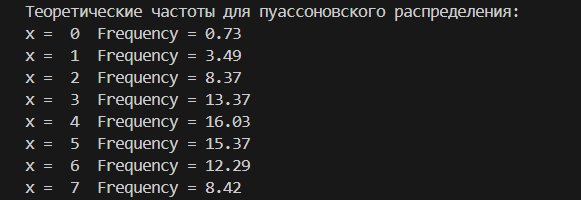 Теоретические частоты для пуассоновского распределения:
x =  0  Frequency = 0.73
x =  1  Frequency = 3.49
x =  2  Frequency = 8.37
x =  3  Frequency = 13.37
x =  4  Frequency = 16.03
x =  5  Frequency = 15.37
x =  6  Frequency = 12.29
x =  7  Frequency = 8.42